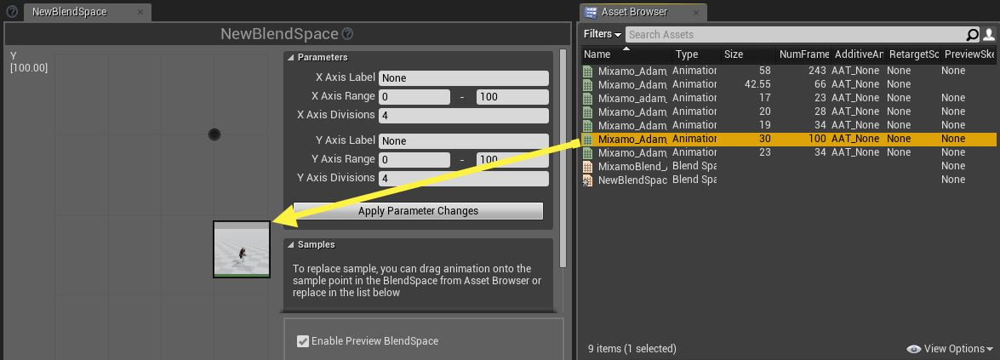 NewBlendSpace
NewBlendSpace
Y
[100.00]
Parameters
X Axis Label None
X Axis Range 0 - 100
X Axis Divisions 4
Y Axis Label None
Y Axis Range 0 - 100
Y Axis Divisions 4
Apply Parameter Changes
Samples
To replace sample, you can drag animation onto the
sample point in the BlendSpace from Asset Browser or
replace in the list below
Enable Preview BlendSpace
Asset Browser
Filters Search Assets
Name Type Size NumFrame AdditiveAn RetargetSc PreviewSke
Mixamo_Adam_ Animation 58 243 AAT_None None None
Mixamo_Adam_ Animation 42.55 66 AAT_None None
Mixamo_adam_ Animation 17 23 AAT_None None None
Mixamo_Adam_ Animation 20 28 AAT_None None None
Mixamo_Adam_ Animation 19 34 AAT_None None None
Mixamo_Adam_ Animation 30 100 AAT_None None None
Mixamo_Adam_ Animation 23 34 AAT_None None None
MixamoBlend_ Blend Spa None
NewBlendSpac Blend Spa None
9 items (1 selected) View Options